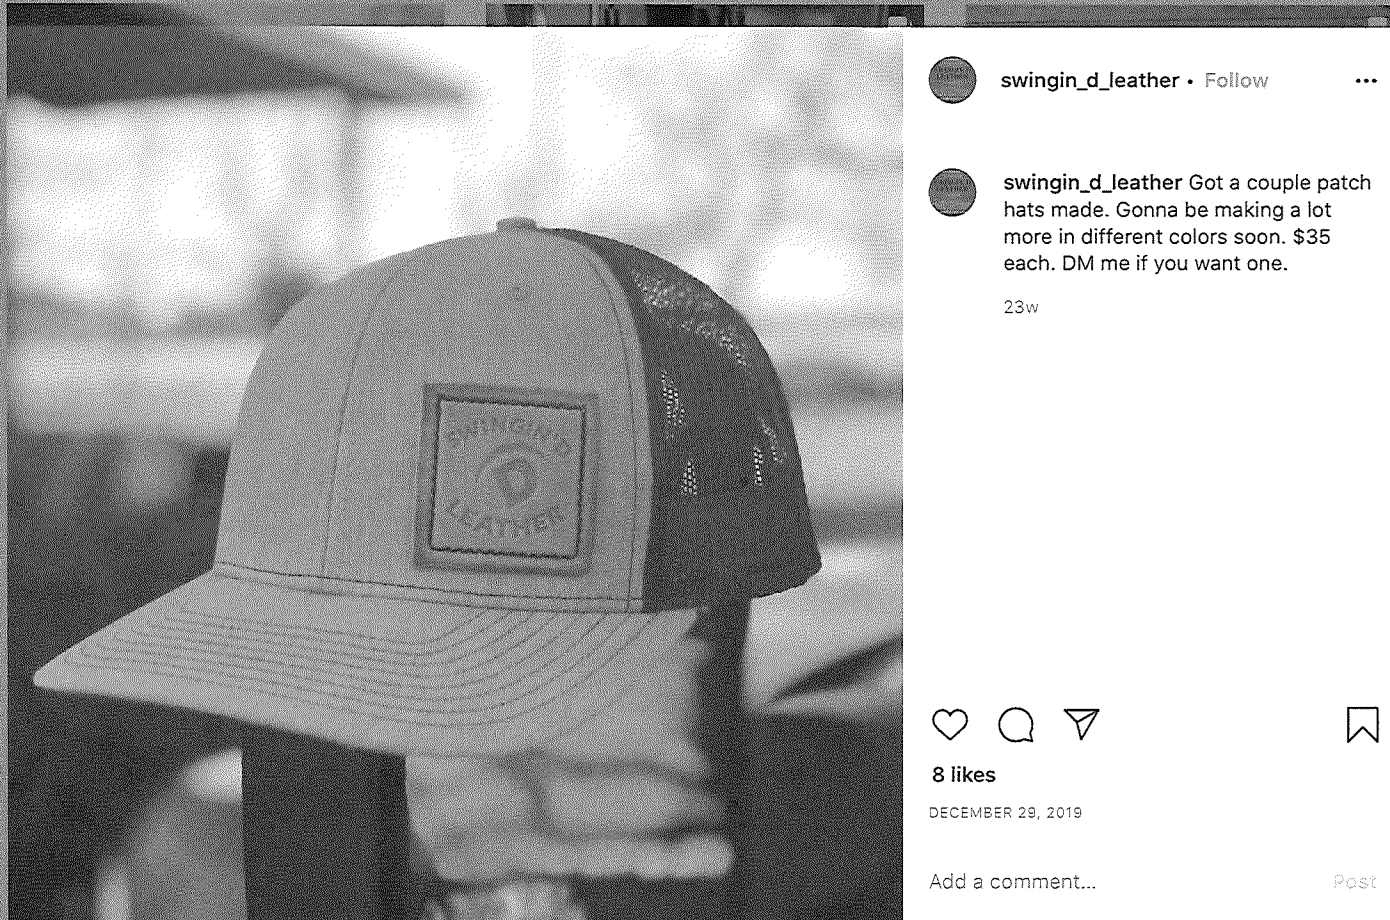 swingin_d_leather • Follow
swingin_d_leather Got a couple patch
hats made. Gonna be making a lot
more in different colors soon. $35
each. DM me if you want one.
23w
SWINGIN'D
D
LEATHER
8 likes
DECEMBER 29, 2019
Add a comment...
Post